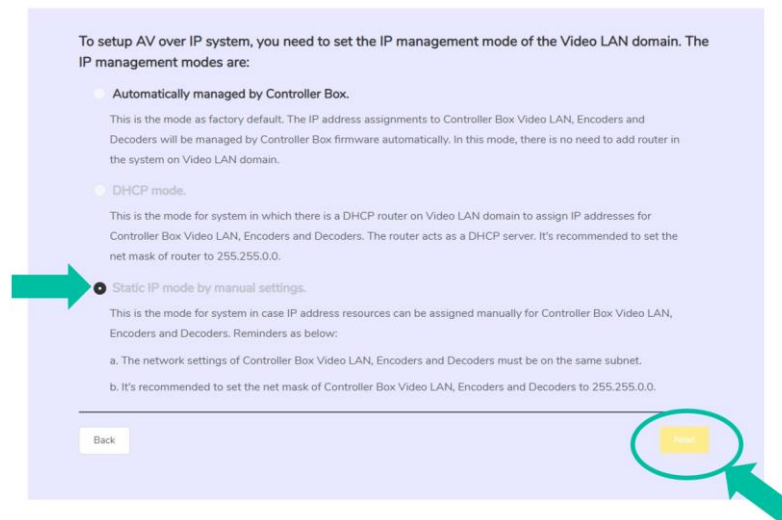 To setup AV over IP system, you need to set the IP management mode of the Video LAN domain. The
IP management modes are:
Automatically managed by Controller Box.
This is the mode as factory default. The IP address assignments to Controller Box Video LAN, Encoders and
Decoders will be managed by Controller Box firmware automatically. In this mode, there is no need to add router in
the system on Video LAN domain.
DHCP mode.
This is the mode for system in which there is a DHCP router on Video LAN domain to assign IP addresses for
Controller Box Video LAN, Encoders and Decoders. The router acts as a DHCP server. It's recommended to set the
net mask of router to 255.255.0.0.
Static IP mode by manual settings.
This is the mode for system in case IP address resources can be assigned manually for Controller Box Video LAN,
Encoders and Decoders. Reminders as below:
a. The network settings of Controller Box Video LAN, Encoders and Decoders must be on the same subnet.
b. It's recommended to set the net mask of Controller Box Video LAN, Encoders and Decoders to 255.255.0.0.
Back
Next